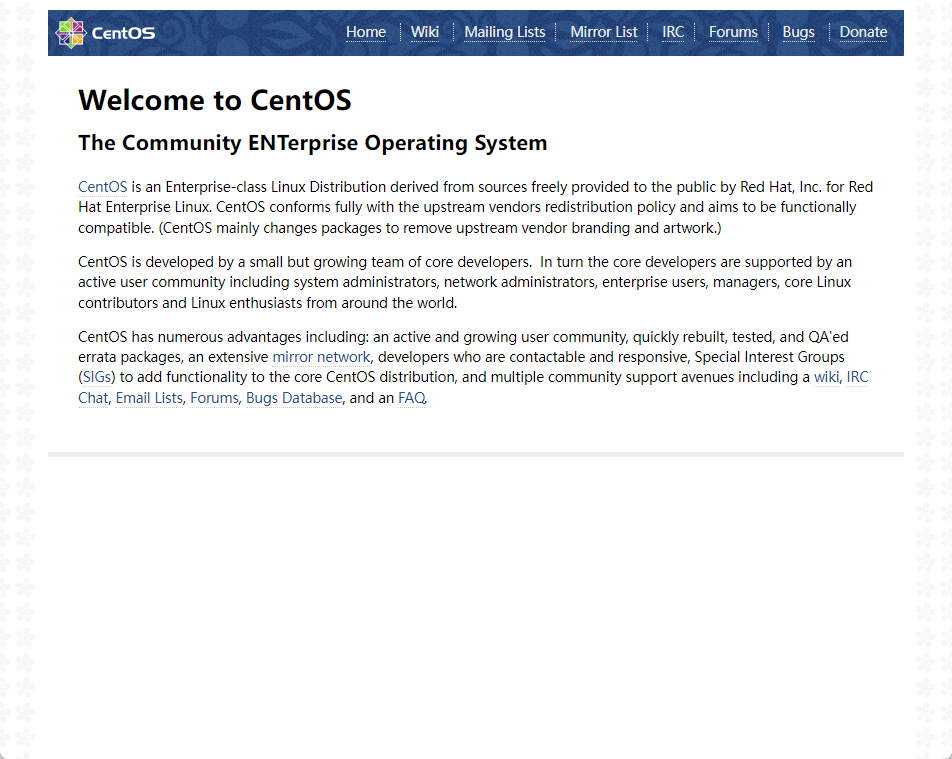 CentOS Home Wiki Mailing Lists Mirror List IRC Forums Bugs Donate
Welcome to CentOS
The Community ENTerprise Operating System
CentOS is an Enterprise-class Linux Distribution derived from sources freely provided to the public by Red Hat, Inc. for Red
Hat Enterprise Linux. CentOS conforms fully with the upstream vendors redistribution policy and aims to be functionally
compatible. (CentOS mainly changes packages to remove upstream vendor branding and artwork.)
CentOS is developed by a small but growing team of core developers.  In turn the core developers are supported by an
active user community including system administrators, network administrators, enterprise users, managers, core Linux
contributors and Linux enthusiasts from around the world.
CentOS has numerous advantages including: an active and growing user community, quickly rebuilt, tested, and QA'ed
errata packages, an extensive mirror network, developers who are contactable and responsive, Special Interest Groups
(SIGs) to add functionality to the core CentOS distribution, and multiple community support avenues including a wiki, IRC
Chat, Email Lists, Forums, Bugs Database, and an FAQ.